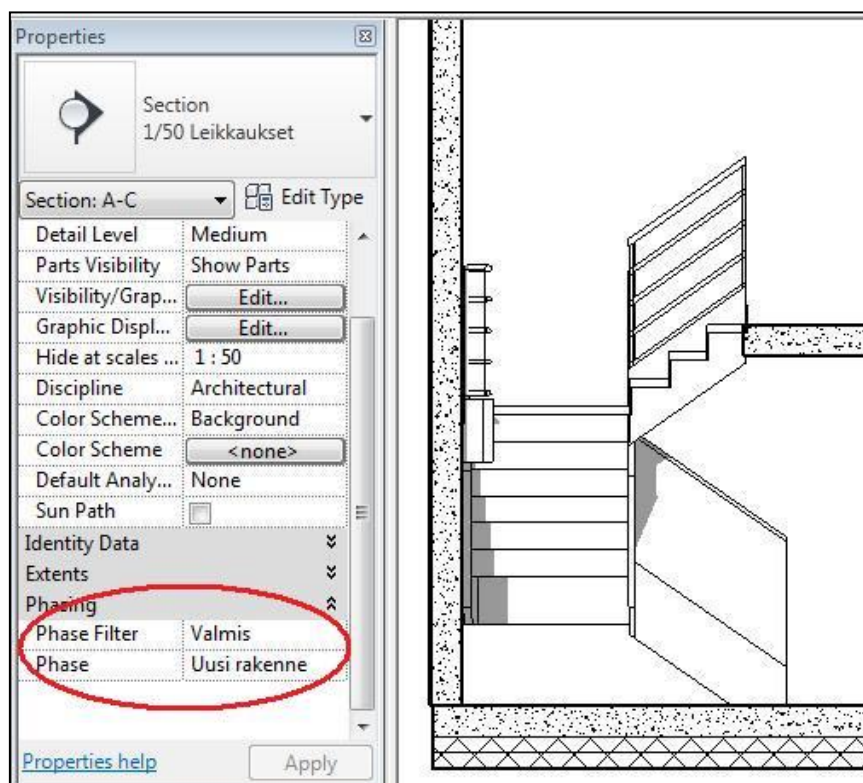 Properties
Section
1/50 Leikkaukset
Section: A-C Edit Type
Detail Level Medium
Parts Visibility Show Parts
Visibility/Grap... Edit...
Graphic Displ... Edit...
Hide at scales ... 1 : 50
Discipline Architectural
Color Scheme... Background
Color Scheme <none>
Default Analy... None
Sun Path
Identity Data
Extents
Phasing
Phase Filter Valmis
Phase Uusi rakenne
Properties help Apply